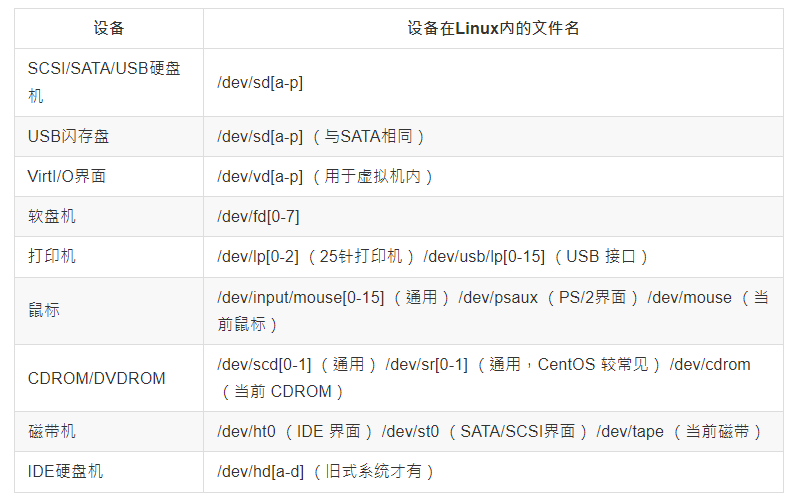 设备 设备在Linux内的文件名
SCSI/SATA/USB硬盘
机
/dev/sd[a-p]
USB闪存盘 /dev/sd[a-p] （与SATA相同）
VirtI/O界面 /dev/vd[a-p] （用于虚拟机内）
软盘机 /dev/fd[0-7]
打印机 /dev/lp[0-2] （25针打印机） /dev/usb/lp[0-15] （USB 接口）
鼠标
/dev/input/mouse[0-15] （通用） /dev/psaux （PS/2界面） /dev/mouse （当
前鼠标）
CDROM/DVDROM
/dev/scd[0-1] （通用） /dev/sr[0-1] （通用，CentOS 较常见） /dev/cdrom
（当前 CDROM）
磁带机 /dev/ht0 （IDE 界面） /dev/st0 （SATA/SCSI界面） /dev/tape （当前磁带）
IDE硬盘机 /dev/hd[a-d] （旧式系统才有）